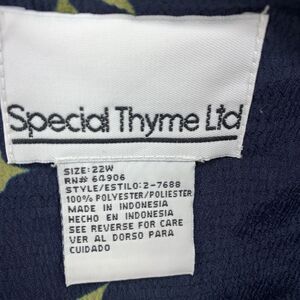 Special Thyme Ltd
SIZE: 22W
RN# 64906
STYLE/ESTILO: 2-7688
100% POLYESTER/POLIESTER
MADE IN INDONESIA
HECHO EN INDONESIA
SEE REVERSE FOR CARE
VER AL DORSO PARA
CUIDADO